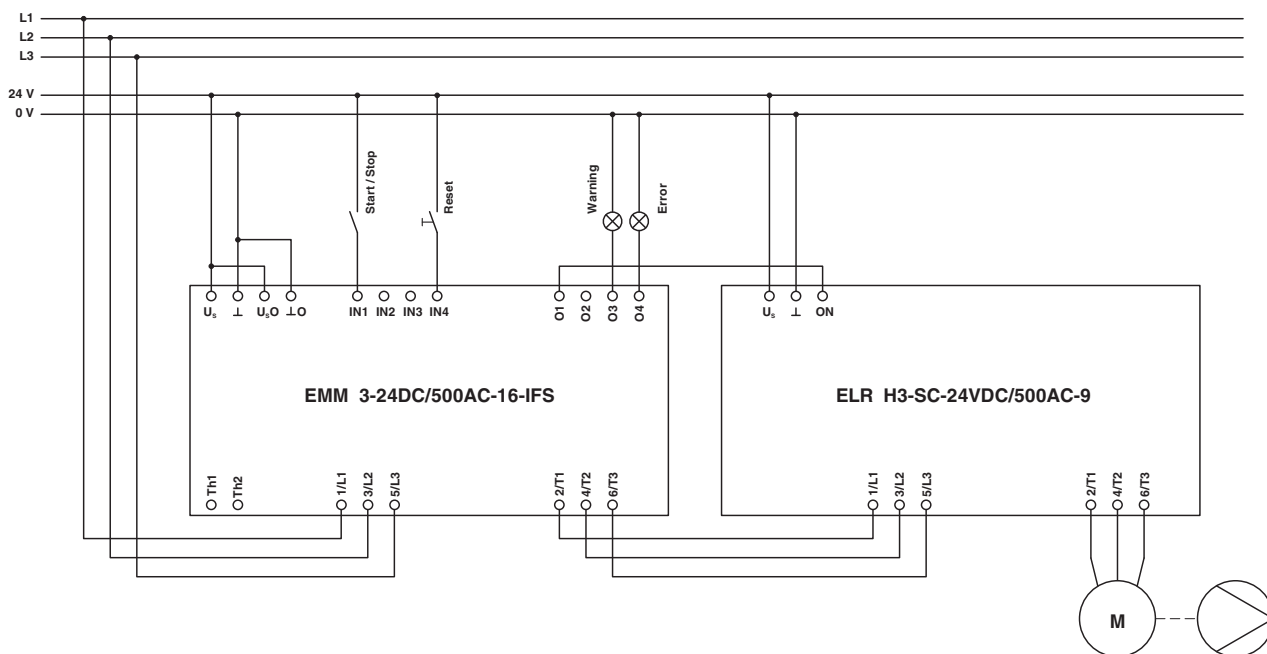 L1
L2
L3
24 V
0 V
Start / Stop
Reset
Warning
Error
Us ⊥ UsO ⊥O IN1 IN2 IN3 IN4 O1 O2 O3 O4
Us ⊥ ON
EMM 3-24DC/500AC-16-IFS
ELR H3-SC-24VDC/500AC-9
Th1 Th2 1/L1 3/L2 5/L3 2/T1 4/T2 6/T3
1/L1 3/L2 5/L3 2/T1 4/T2 6/T3
M